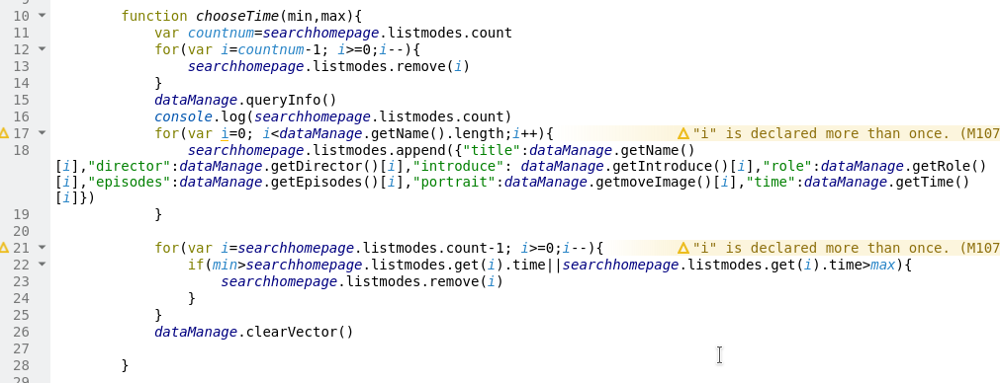 9
10 function chooseTime(min,max){
11 var countnum=searchhomepage.listmodes.count
12 for(var i=countnum-1; i>=0;i--){
13 searchhomepage.listmodes.remove(i)
14 }
15 dataManage.queryInfo()
16 console.log(searchhomepage.listmodes.count)
17 for(var i=0; i<dataManage.getName().length;i++){ "i" is declared more than once. (M107
18 searchhomepage.listmodes.append({"title":dataManage.getName()
[i],"director":dataManage.getDirector()[i],"introduce": dataManage.getIntroduce()[i],"role":dataManage.getRole()
[i],"episodes":dataManage.getEpisodes()[i],"portrait":dataManage.getmoveImage()[i],"time":dataManage.getTime()
[i]})
19 }
20
21 for(var i=searchhomepage.listmodes.count-1; i>=0;i--){ "i" is declared more than once. (M107
22 if(min>searchhomepage.listmodes.get(i).time||searchhomepage.listmodes.get(i).time>max){
23 searchhomepage.listmodes.remove(i)
24 }
25 }
26 dataManage.clearVector()
27
28 }
29